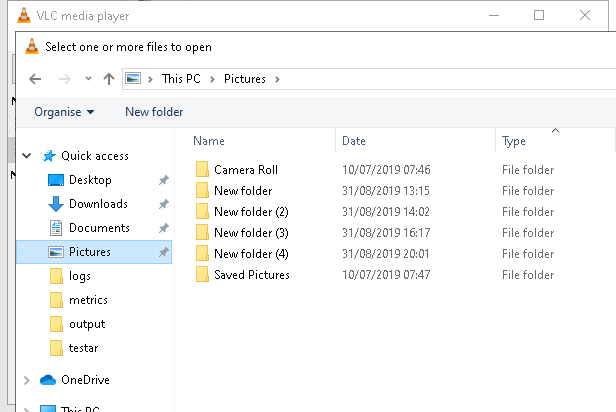 VLC media player
Select one or more files to open
This PC > Pictures >
Organise New folder
Name Date Type
Quick access
Desktop
Downloads
Documents
Pictures
logs
metrics
output
testar
OneDrive
This PC
Camera Roll 10/07/2019 07:46 File folder
New folder 31/08/2019 13:15 File folder
New folder (2) 31/08/2019 14:02 File folder
New folder (3) 31/08/2019 16:17 File folder
New folder (4) 31/08/2019 20:01 File folder
Saved Pictures 10/07/2019 07:47 File folder